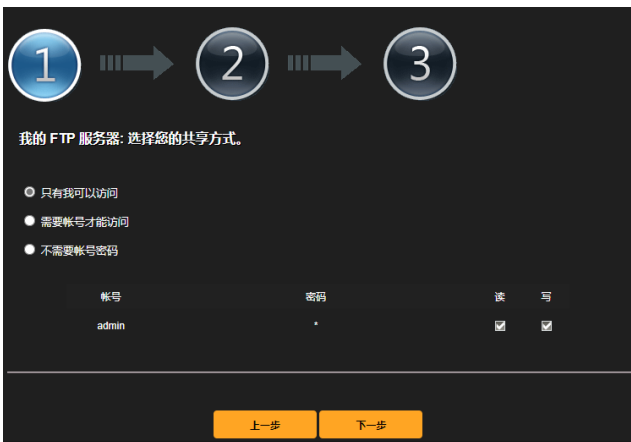 1 2 3
我的 FTP 服务器: 选择您的共享方式。
只有我可以访问
需要帐号才能访问
不需要帐号密码
帐号 密码 读 写
admin *
上一步 下一步